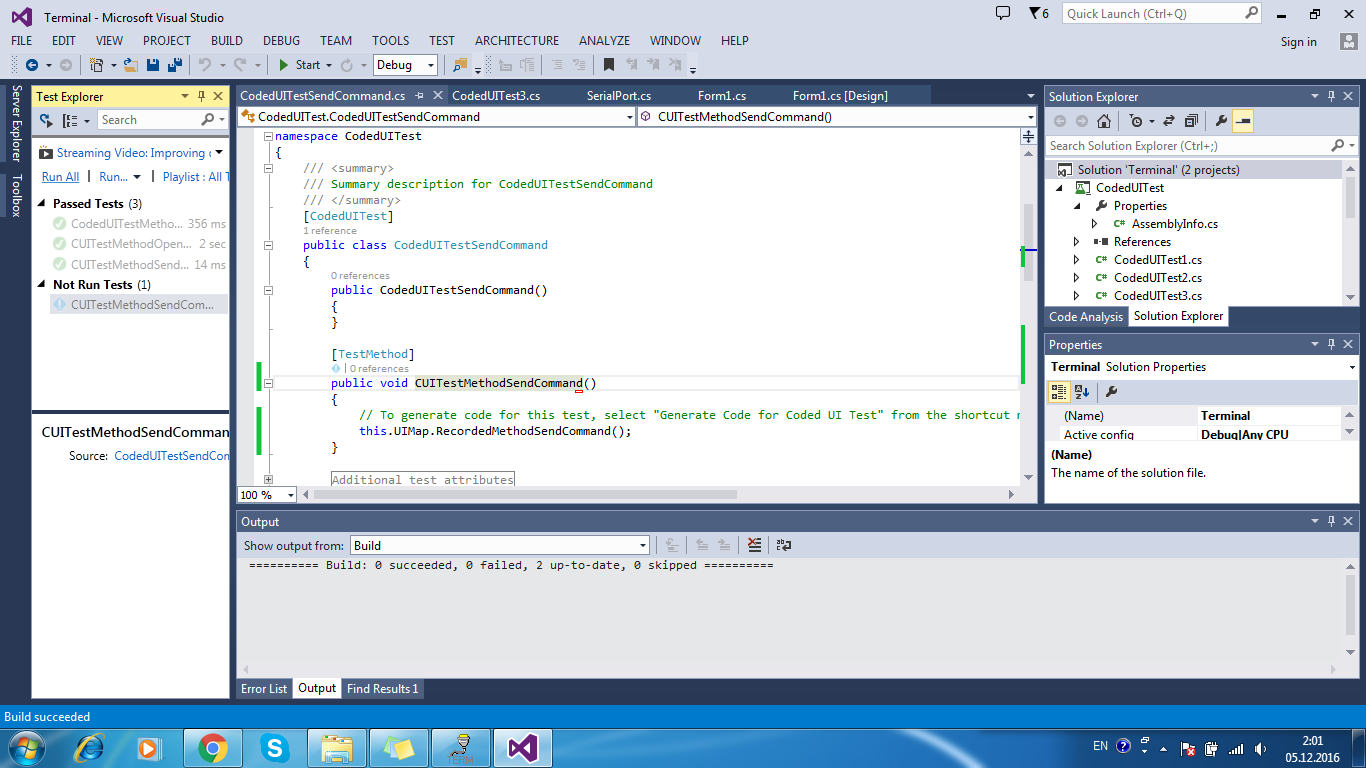 Terminal - Microsoft Visual Studio
6
Quick Launch (Ctrl+Q)
FILE EDIT VIEW PROJECT BUILD DEBUG TEAM TOOLS TEST ARCHITECTURE ANALYZE WINDOW HELP
Sign in
Start
Debug
Server Explorer
Toolbox
Test Explorer
Search
Streaming Video: Improving
Run All Run... Playlist : All T
Passed Tests (3)
CodedUITestMetho... 356 ms
CUITestMethodOpen... 2 sec
CUITestMethodSend... 14 ms
Not Run Tests (1)
CUITestMethodSendCom...
CUITestMethodSendComman
Source: CodedUITestSendCon
CodedUITestSendCommand.cs CodedUITest3.cs SerialPort.cs Form1.cs Form1.cs [Design]
CodedUITest.CodedUITestSendCommand CUITestMethodSendCommand()
namespace CodedUITest
{
/// <summary>
/// Summary description for CodedUITestSendCommand
/// </summary>
[CodedUITest]
1 reference
public class CodedUITestSendCommand
{
0 references
public CodedUITestSendCommand()
{
}
[TestMethod]
| 0 references
public void CUITestMethodSendCommand()
{
// To generate code for this test, select "Generate Code for Coded UI Test" from the shortcut m
this.UIMap.RecordedMethodSendCommand();
}
Additional test attributes
100 %
Output
Show output from: Build
========== Build: 0 succeeded, 0 failed, 2 up-to-date, 0 skipped ==========
Error List Output Find Results 1
Solution Explorer
Search Solution Explorer (Ctrl+;)
Solution 'Terminal' (2 projects)
CodedUITest
Properties
C# AssemblyInfo.cs
References
C# CodedUITest1.cs
C# CodedUITest2.cs
C# CodedUITest3.cs
Code Analysis Solution Explorer
Properties
Terminal Solution Properties
(Name) Terminal
Active config Debug|Any CPU
(Name)
The name of the solution file.
Build succeeded
TERM
EN
2:01
05.12.2016